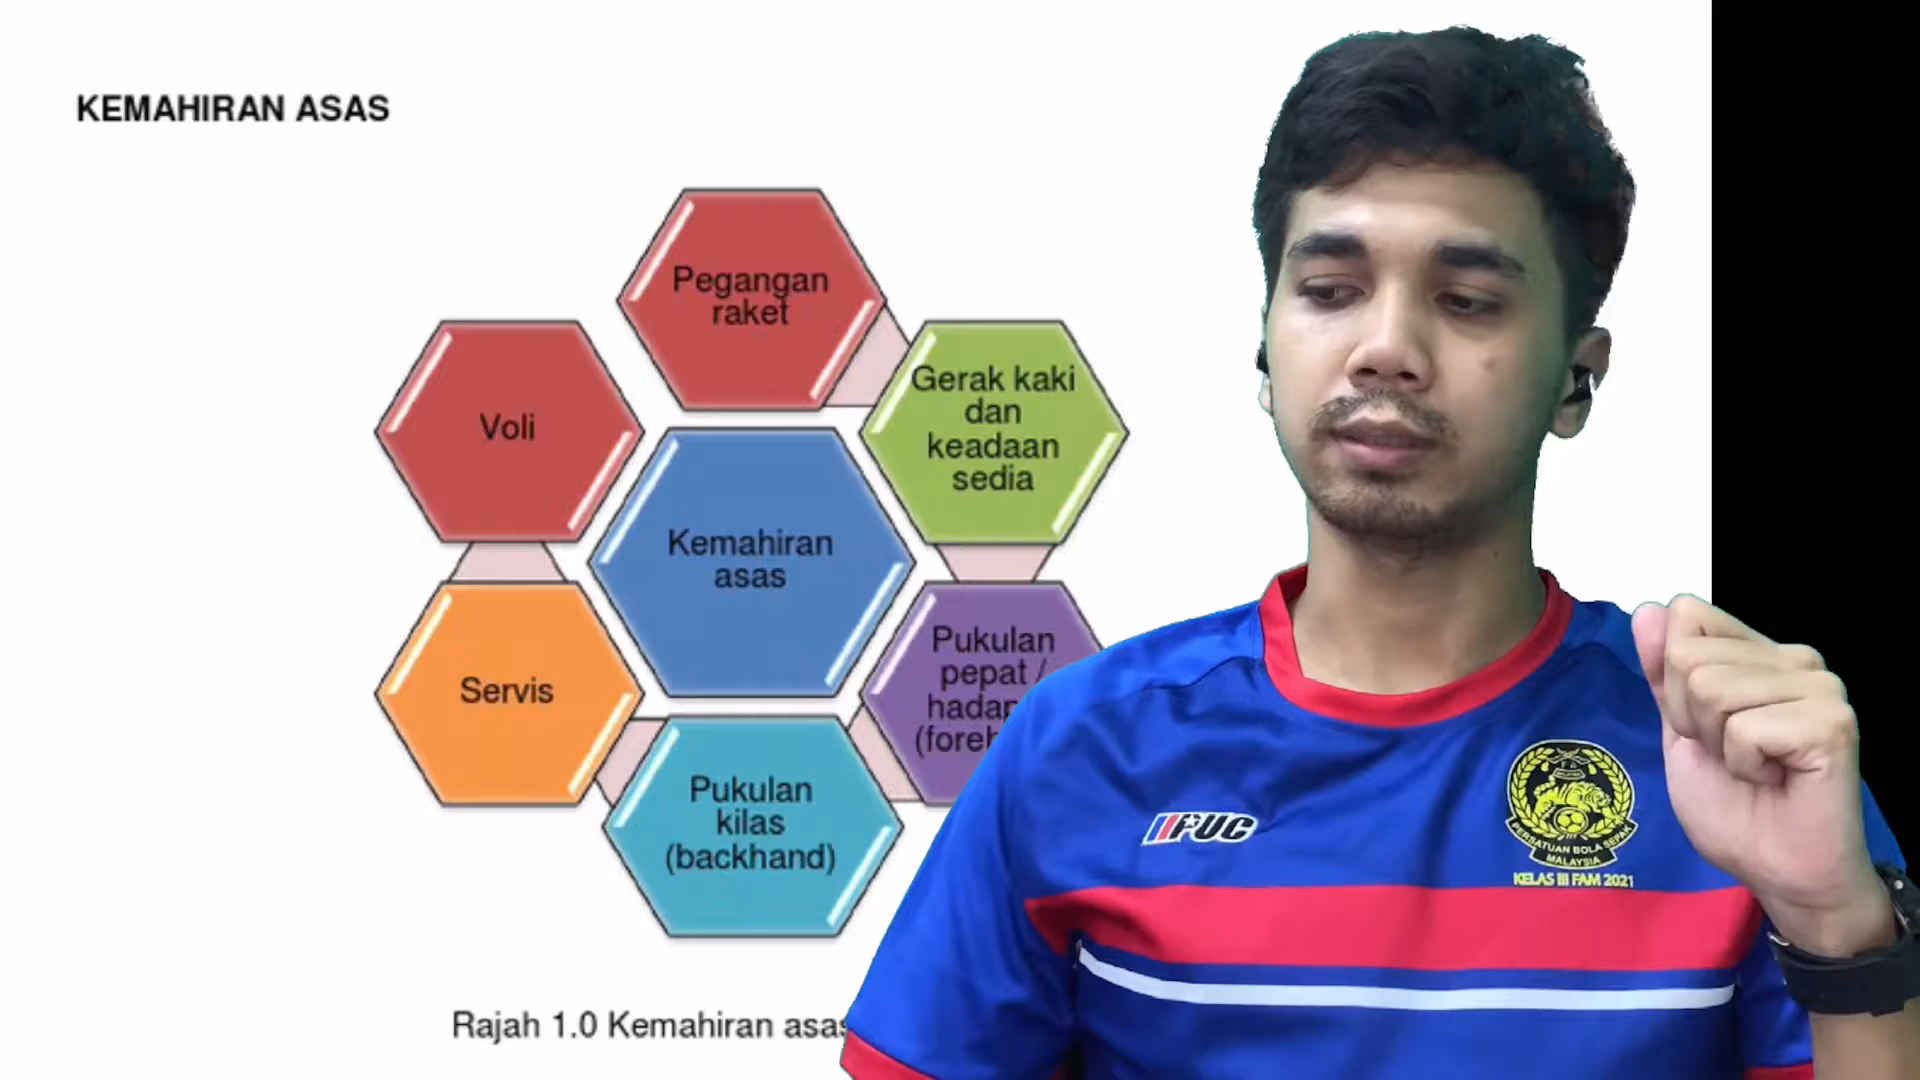 KEMAHIRAN ASAS
Pegangan
raket
Gerak kaki
dan
keadaan
sedia
Voli
Kemahiran
asas
Pukulan
pepat /
Servis
Pukulan
kilas
(backhand)
Rajah 1.0 Kemahiran asas
FUC
PERSATUAN BOLA SEPAK
MALAYSIA
KELAS III FAM 2021